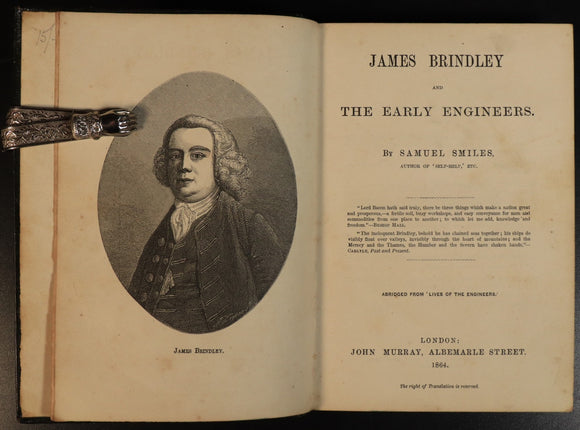 15/-
JAMES BRINDLEY.
JAMES BRINDLEY
AND
THE EARLY ENGINEERS.
BY SAMUEL SMILES,
AUTHOR OF 'SELF-HELP,' ETC.
"Lord Bacon hath said truly, there be three things which make a nation great
and prosperous,—a fertile soil, busy workshops, and easy conveyance for men and
commodities from one place to another; to which let me add, knowledge and
freedom."—BISHOP HALL.
"The ineloquent Brindley, behold he has chained seas together; his ships do
visibly float over valleys, invisibly through the heart of mountains; and the
Mersey and the Thames, the Humber and the Severn have shaken hands."—
CARLYLE, Past and Present.
ABRIDGED FROM 'LIVES OF THE ENGINEERS.'
LONDON:
JOHN MURRAY, ALBEMARLE STREET.
1864.
The right of Translation is reserved.